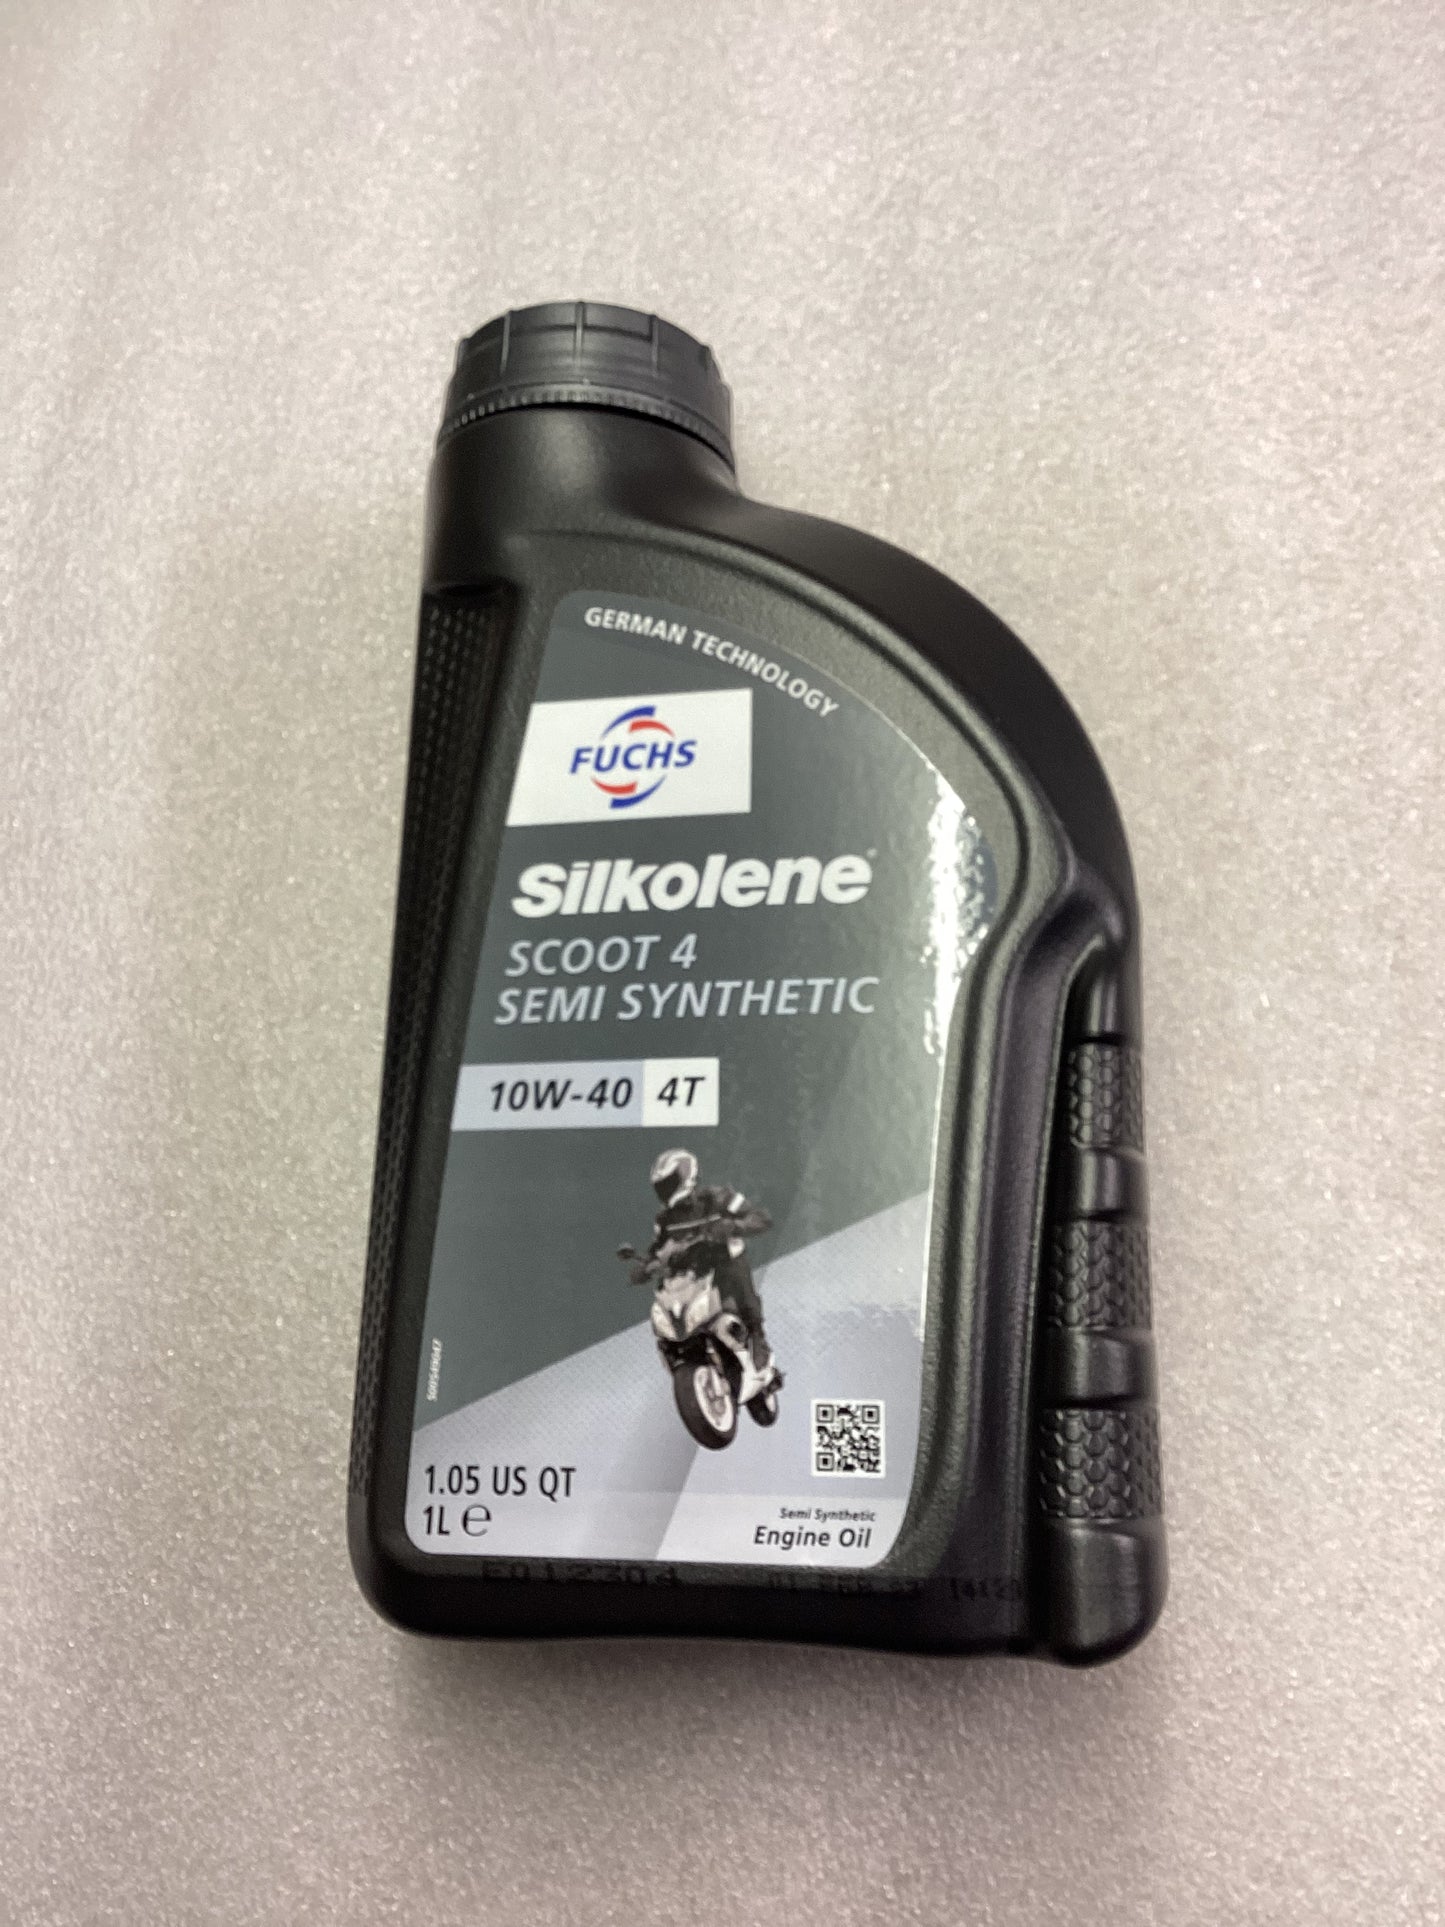 GERMAN TECHNOLOGY
FUCHS
Silkolene
SCOOT 4
SEMI SYNTHETIC
10W-40 4T
1.05 US QT
1L e
Semi Synthetic
Engine Oil